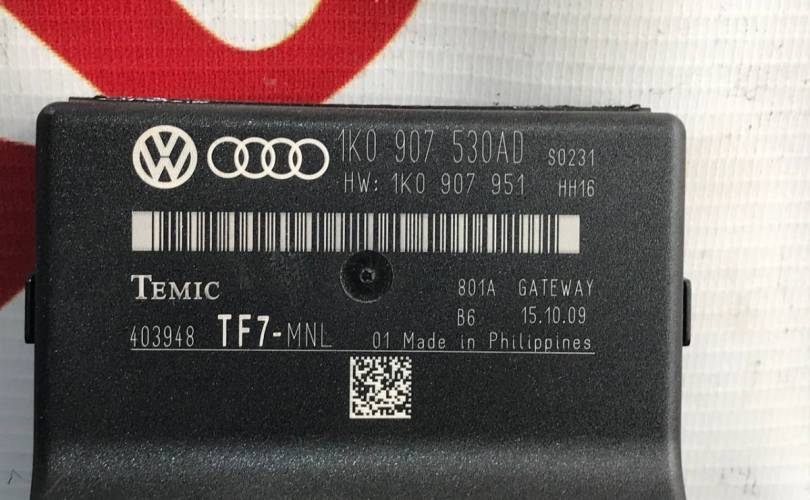 1K0 907 530AD S0231
HW: 1K0 907 951 HH16
TEMIC 801A GATEWAY
B6 15.10.09
403948 TF7-MNL 01 Made in Philippines